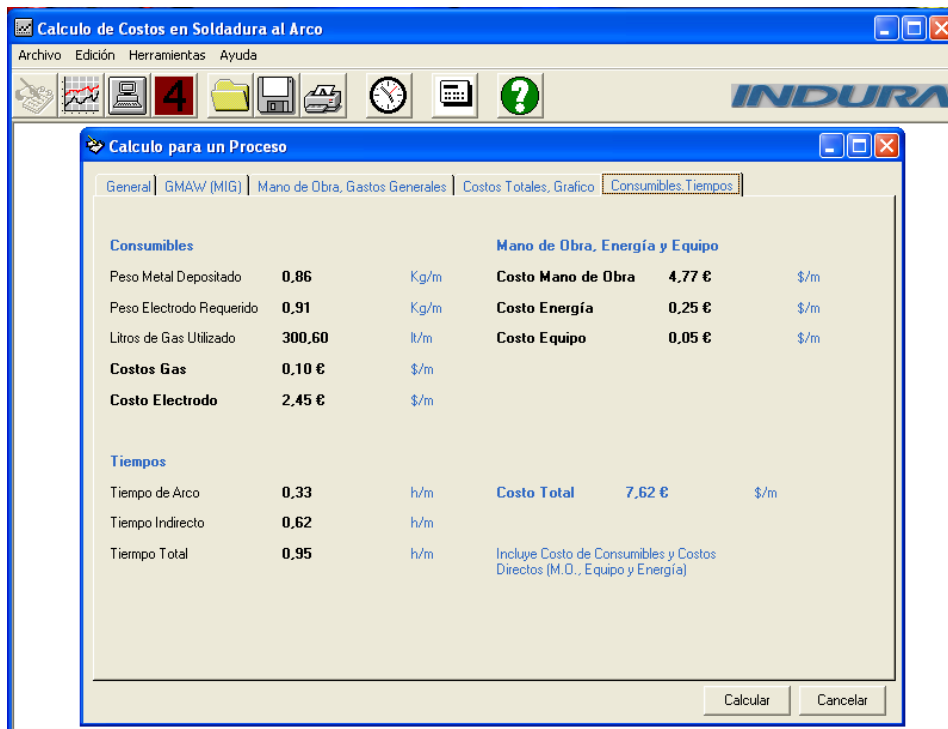 Calculo de Costos en Soldadura al Arco
Archivo Edición Herramientas Ayuda
4 ? INDURA
Calculo para un Proceso
General GMAW (MIG) Mano de Obra, Gastos Generales Costos Totales, Grafico Consumibles.Tiempos
Consumibles Mano de Obra, Energía y Equipo
Peso Metal Depositado 0,86 Kg/m Costo Mano de Obra 4,77 € $/m
Peso Electrodo Requerido 0,91 Kg/m Costo Energía 0,25 € $/m
Litros de Gas Utilizado 300,60 lt/m Costo Equipo 0,05 € $/m
Costos Gas 0,10 € $/m
Costo Electrodo 2,45 € $/m
Tiempos
Tiempo de Arco 0,33 h/m Costo Total 7,62 € $/m
Tiempo Indirecto 0,62 h/m
Tiermpo Total 0,95 h/m Incluye Costo de Consumibles y Costos
Directos (M.O., Equipo y Energía)
Calcular Cancelar